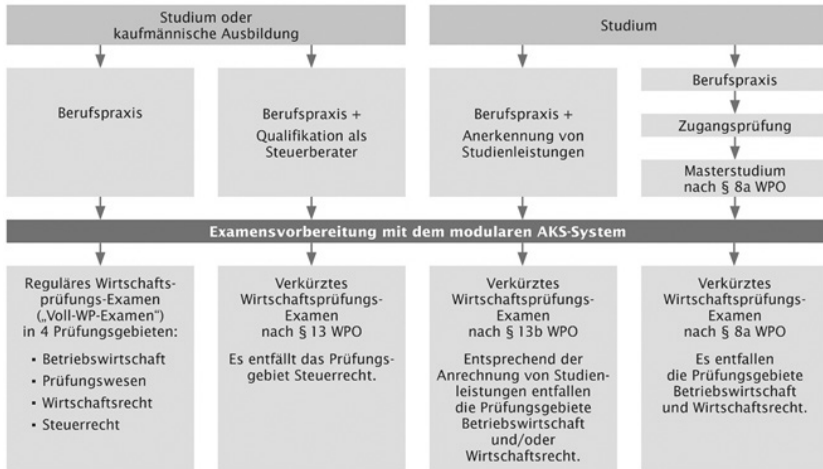 Studium oder
kaufmännische Ausbildung
Studium
Berufspraxis
Berufspraxis +
Qualifikation als
Steuerberater
Berufspraxis +
Anerkennung von
Studienleistungen
Berufspraxis
Zugangsprüfung
Masterstudium
nach § 8a WPO
Examensvorbereitung mit dem modularen AKS-System
Reguläres Wirtschafts-
prüfungs-Examen
(„Voll-WP-Examen“)
in 4 Prüfungsgebieten:
• Betriebswirtschaft
• Prüfungswesen
• Wirtschaftsrecht
• Steuerrecht
Verkürztes
Wirtschaftsprüfungs-
Examen
nach § 13 WPO
Es entfällt das Prüfungs-
gebiet Steuerrecht.
Verkürztes
Wirtschaftsprüfungs-
Examen
nach § 13b WPO
Entsprechend der
Anrechnung von Studien-
leistungen entfallen
die Prüfungsgebiete
Betriebswirtschaft
und/oder
Wirtschaftsrecht.
Verkürztes
Wirtschaftsprüfungs-
Examen
nach § 8a WPO
Es entfallen
die Prüfungsgebiete
Betriebswirtschaft
und Wirtschaftsrecht.